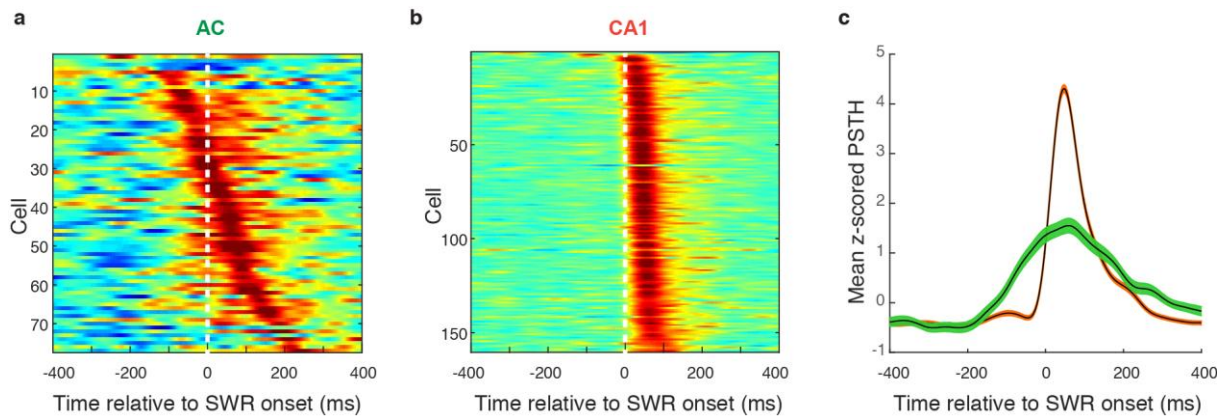 a
AC
Cell
10
20
30
40
50
60
70
-400 -200 0 200 400
Time relative to SWR onset (ms)
b
CA1
Cell
50
100
150
-400 -200 0 200 400
Time relative to SWR onset (ms)
c
Mean z-scored PSTH
5
4
3
2
1
0
-1
-400 -200 0 200 400
Time relative to SWR onset (ms)